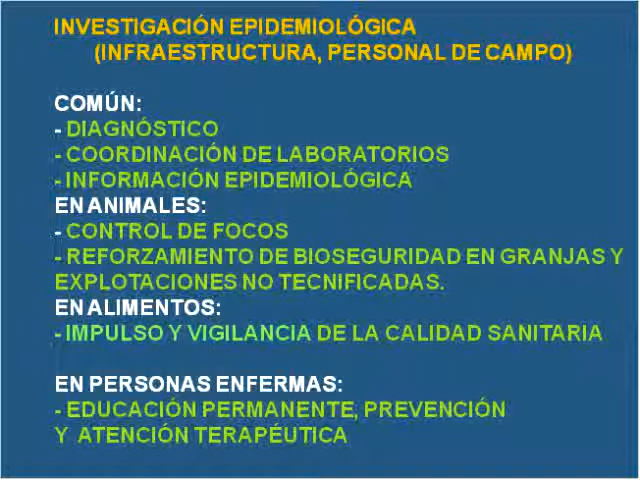 INVESTIGACIÓN EPIDEMIOLÓGICA
(INFRAESTRUCTURA, PERSONAL DE CAMPO)
COMÚN:
- DIAGNÓSTICO
- COORDINACIÓN DE LABORATORIOS
- INFORMACIÓN EPIDEMIOLÓGICA
EN ANIMALES:
- CONTROL DE FOCOS
- REFORZAMIENTO DE BIOSEGURIDAD EN GRANJAS Y
EXPLOTACIONES NO TECNIFICADAS.
EN ALIMENTOS:
- IMPULSO Y VIGILANCIA DE LA CALIDAD SANITARIA
EN PERSONAS ENFERMAS:
- EDUCACIÓN PERMANENTE, PREVENCIÓN
Y ATENCIÓN TERAPÉUTICA